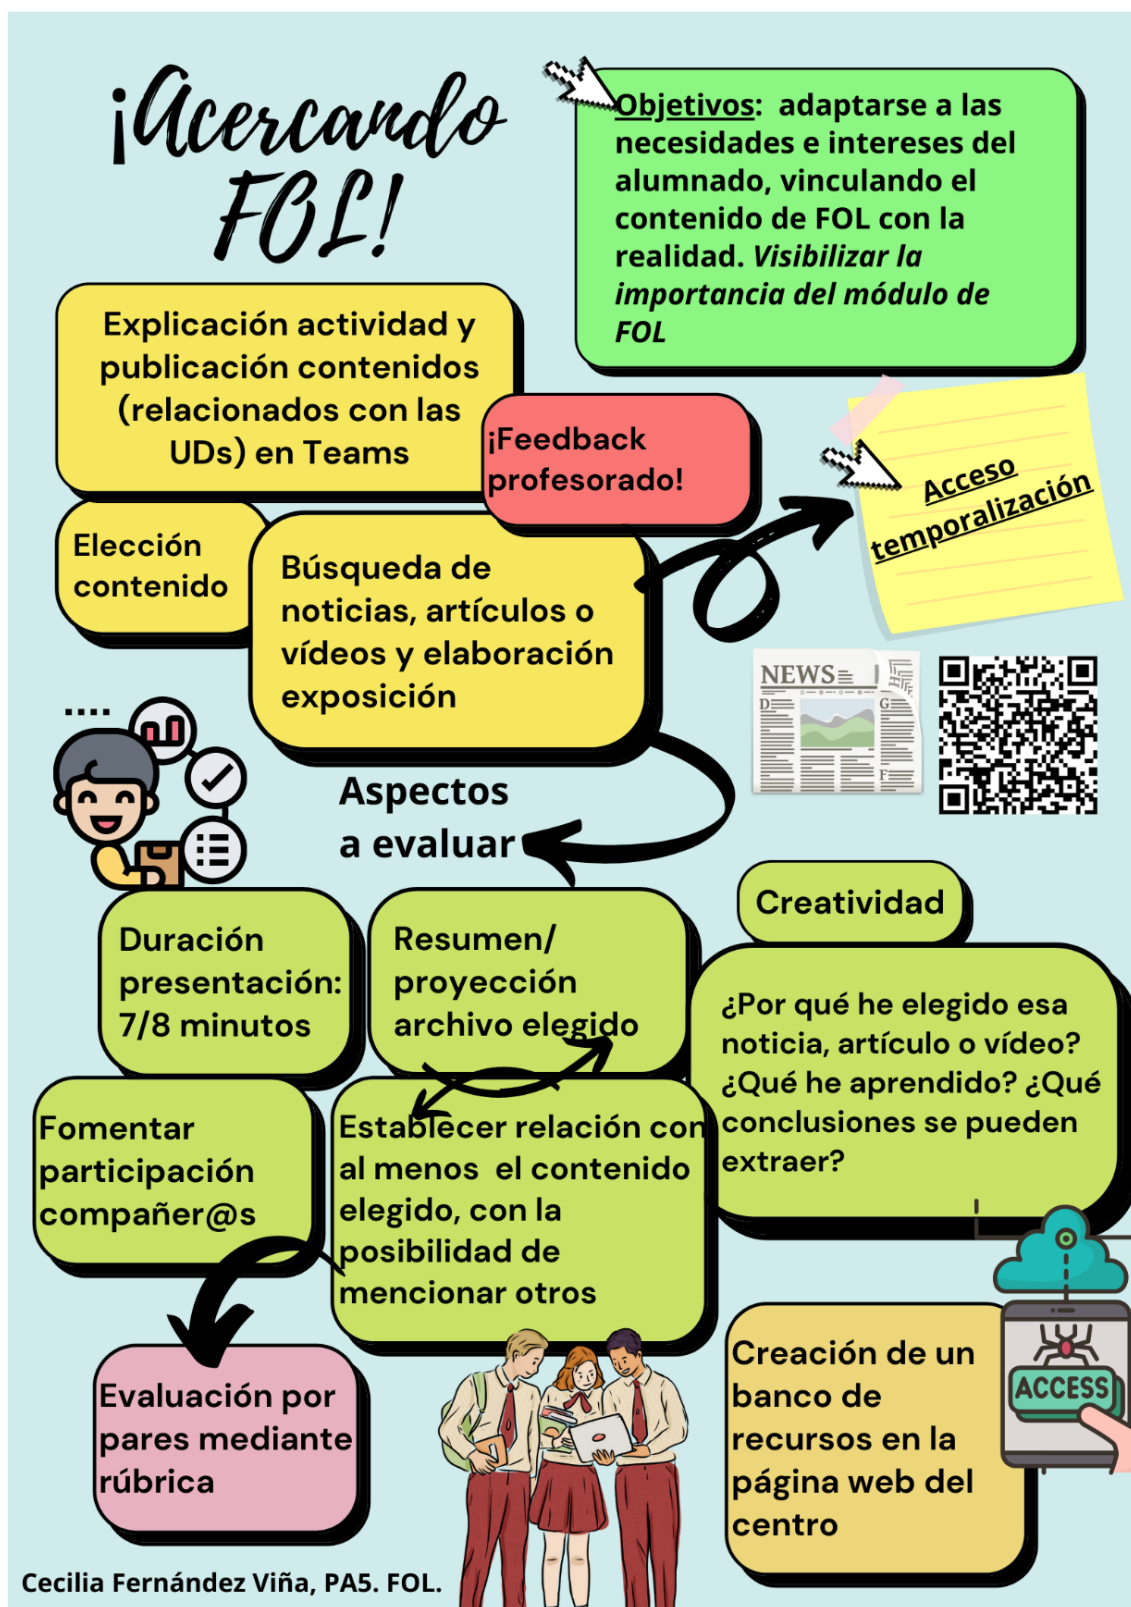 ¡Acercando
FOL!
Objetivos: adaptarse a las
necesidades e intereses del
alumnado, vinculando el
contenido de FOL con la
realidad. Visibilizar la
importancia del módulo de
FOL
Explicación actividad y
publicación contenidos
(relacionados con las
UDs) en Teams
¡Feedback
profesorado!
Acceso
temporalización
Elección
contenido
Búsqueda de
noticias, artículos o
vídeos y elaboración
exposición
NEWS
D
G
F
Aspectos
a evaluar
Duración
presentación:
7/8 minutos
Resumen/
proyección
archivo elegido
Creatividad
¿Por qué he elegido esa
noticia, artículo o vídeo?
¿Qué he aprendido? ¿Qué
conclusiones se pueden
extraer?
Fomentar
participación
compañer@s
Establecer relación con
al menos el contenido
elegido, con la
posibilidad de
mencionar otros
Evaluación por
pares mediante
rúbrica
Creación de un
banco de
recursos en la
página web del
centro
ACCESS
Cecilia Fernández Viña, PA5. FOL.